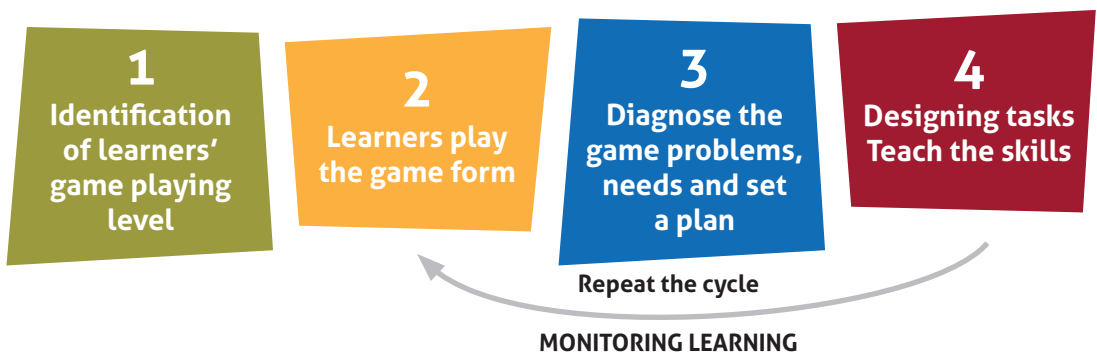 1
Identification
of learners’
game playing
level
2
Learners play
the game form
3
Diagnose the
game problems,
needs and set
a plan
4
Designing tasks
Teach the skills
Repeat the cycle
MONITORING LEARNING